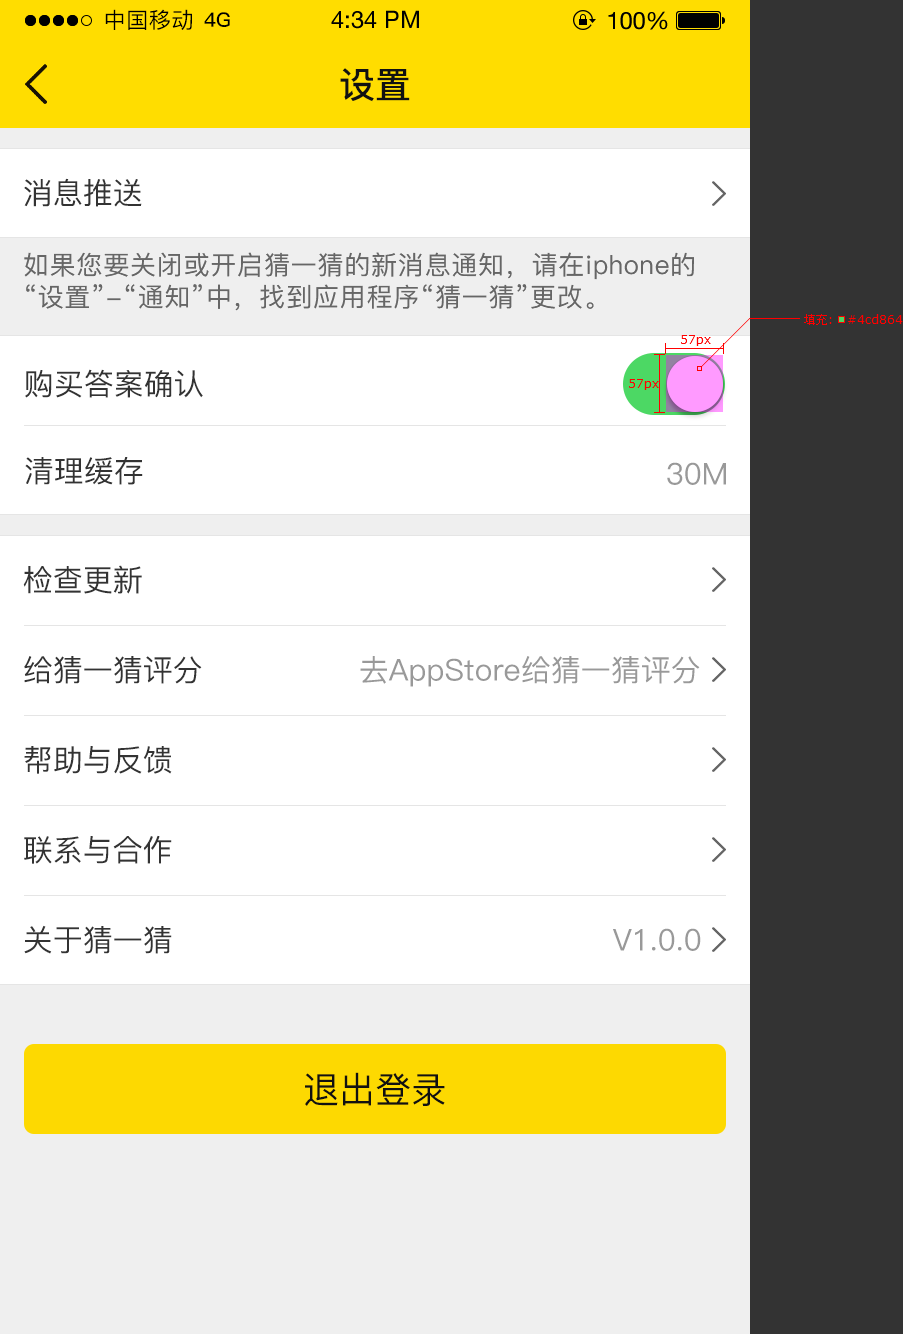 中国移动 4G 4:34 PM 100%
设置
消息推送
如果您要关闭或开启猜一猜的新消息通知，请在iphone的
“设置”-“通知”中，找到应用程序“猜一猜”更改。
57px
填充: #4cd864
购买答案确认 57px
清理缓存 30M
检查更新
给猜一猜评分 去AppStore给猜一猜评分
帮助与反馈
联系与合作
关于猜一猜 V1.0.0
退出登录